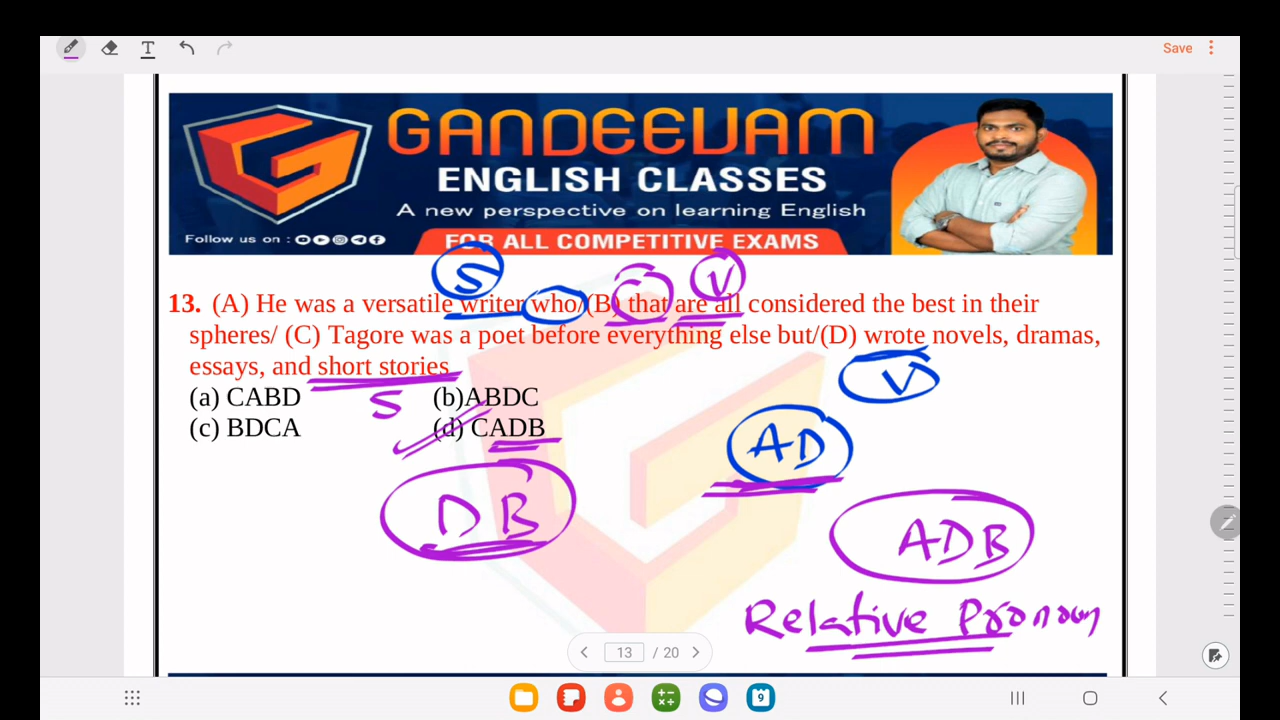 T
Save
GANDEEVAM
ENGLISH CLASSES
A new perspective on learning English
Follow us on :
FOR ALL COMPETITIVE EXAMS
S
C
V
13. (A) He was a versatile writer who/(B) that are all considered the best in their
spheres/ (C) Tagore was a poet before everything else but/(D) wrote novels, dramas,
essays, and short stories
V
(a) CABD
S
(b)ABDC
(c) BDCA
(d) CADB
AD
DB
ADB
Relative Pronoun
13 / 20
9